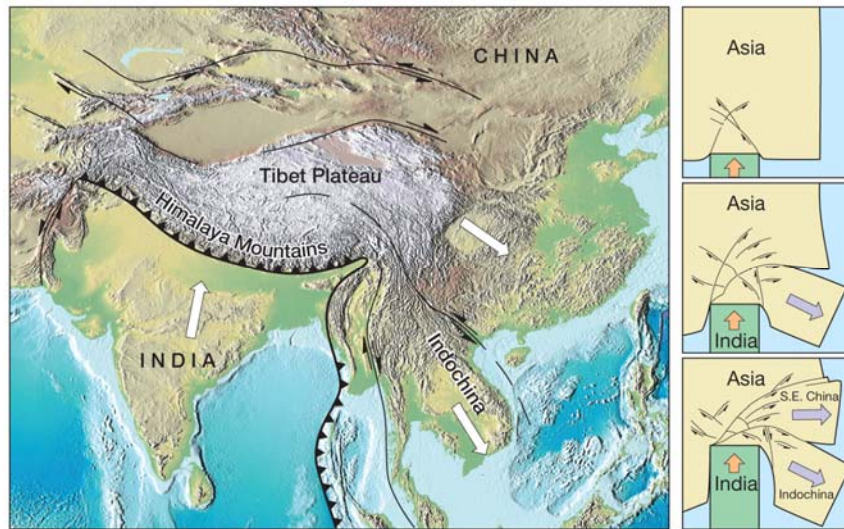 CHINA
Tibet Plateau
Himalaya Mountains
INDIA
Indochina
Asia
Asia
India
Asia
S.E. China
India
Indochina